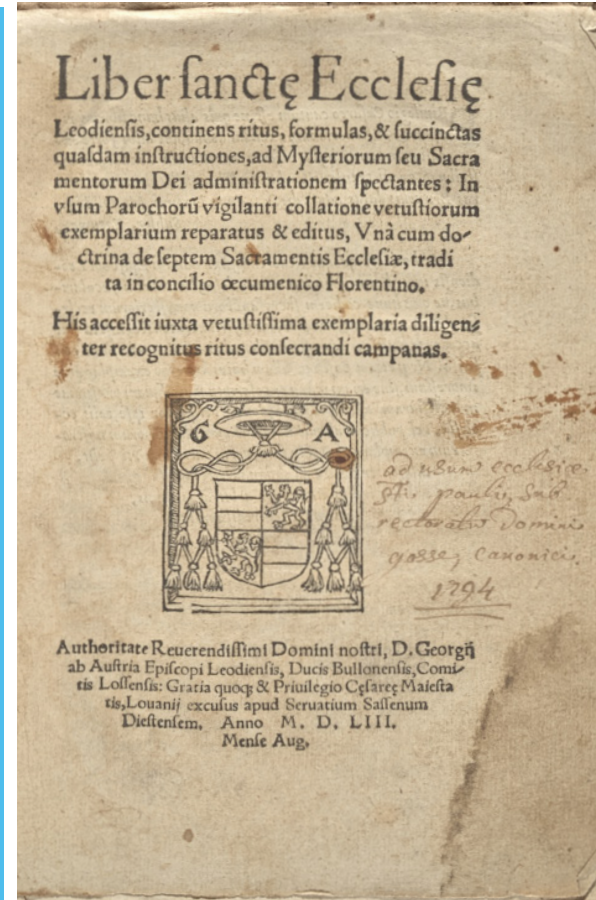 Liber ſanctę Eccleſię
Leodienſis, continens ritus, formulas, & ſuccinctas
quaſdam inſtructiones, ad Myſteriorum ſeu Sacra
mentorum Dei adminiſtrationem ſpectantes: In
vſum Parochorũ vigilanti collatione vetuſtiorum
exemplarium reparatus & editus, Vnà cum do-
ctrina de ſeptem Sacramentis Eccleſiæ, tradi
ta in concilio œcumenico Florentino.
His acceſſit iuxta vetuſtiſſima exemplaria diligen-
ter recognitus ritus conſecrandi campanas.
G A
ad usum ecclesiæ
Sti. pauli, sub
rectoratu Domini
gosse, canonici.
1794
Authoritate Reuerendiſſimi Domini noſtri, D. Georgij
ab Auſtria Epiſcopi Leodienſis, Ducis Bullonenſis, Comi-
tis Loſſenſis: Gratia quoqꝫ & Priuilegio Cęſareę Maieſta
tis, Louanij excuſus apud Seruatium Saſſenum
Dieſtenſem. Anno M. D. LIII.
Menſe Aug.